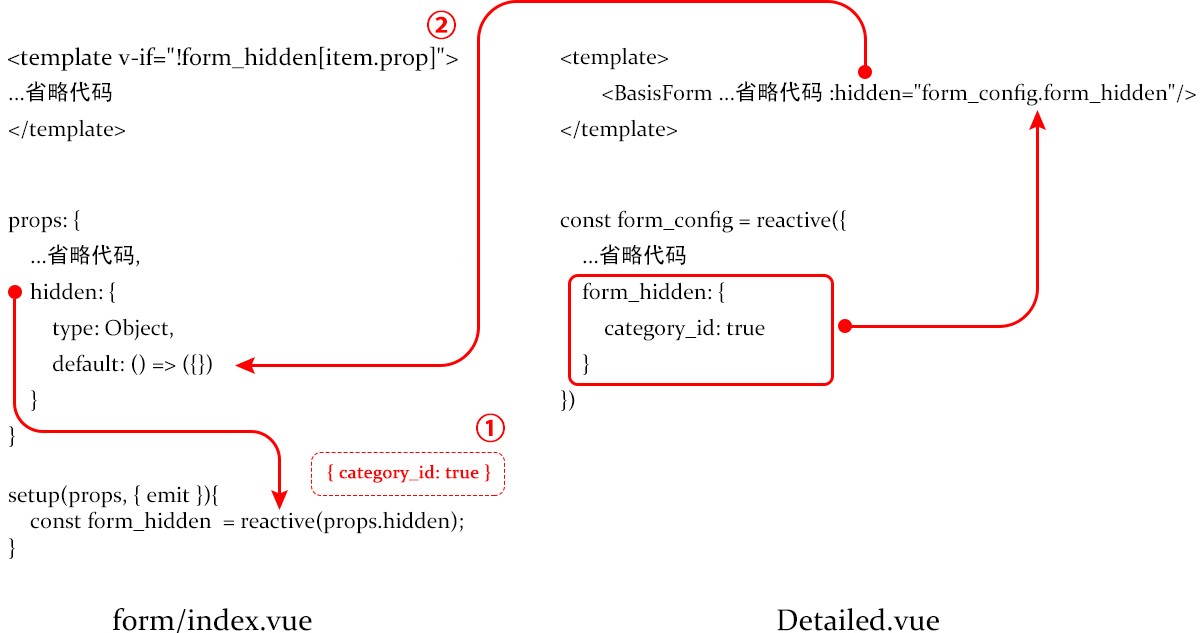 ②
<template v-if="!form_hidden[item.prop]">
...省略代码
</template>
props: {
...省略代码,
hidden: {
type: Object,
default: () => ({})
}
}
①
{ category_id: true }
setup(props, { emit }){
const form_hidden = reactive(props.hidden);
}
form/index.vue
<template>
<BasisForm ...省略代码 :hidden="form_config.form_hidden"/>
</template>
const form_config = reactive({
...省略代码
form_hidden: {
category_id: true
}
})
Detailed.vue